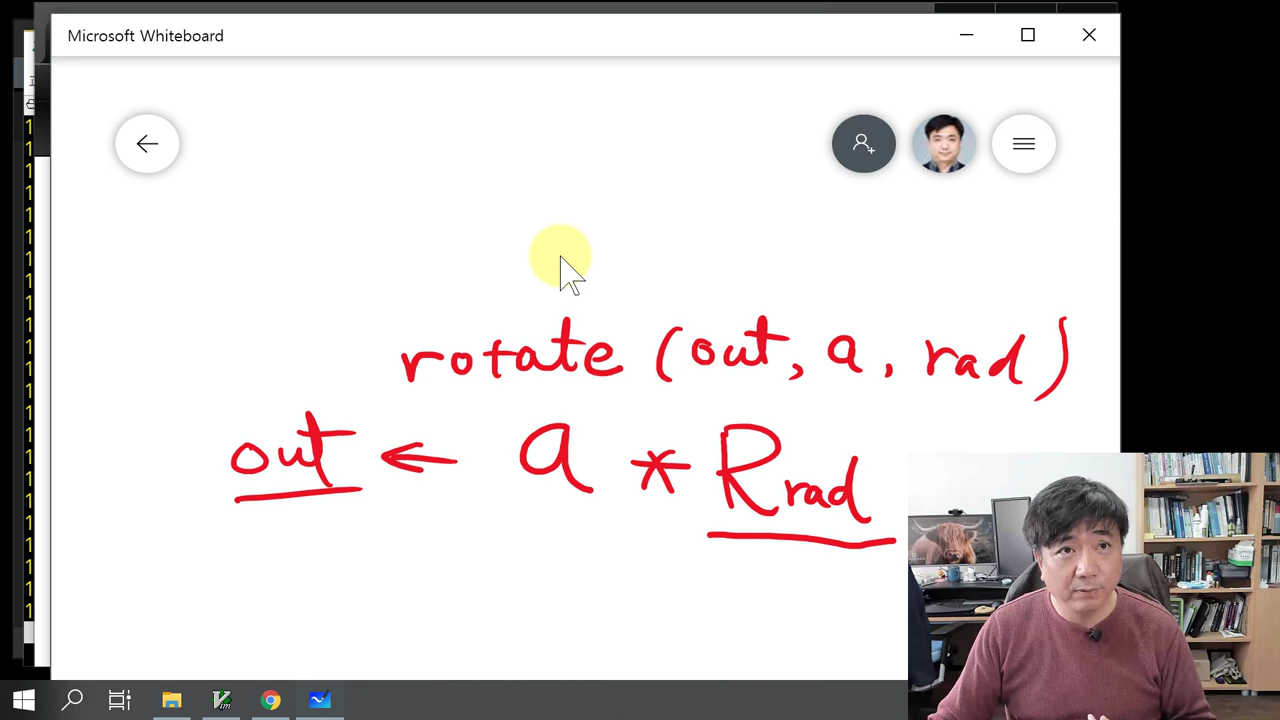 Microsoft Whiteboard
rotate (out, a, rad)
out ← a * Rrad